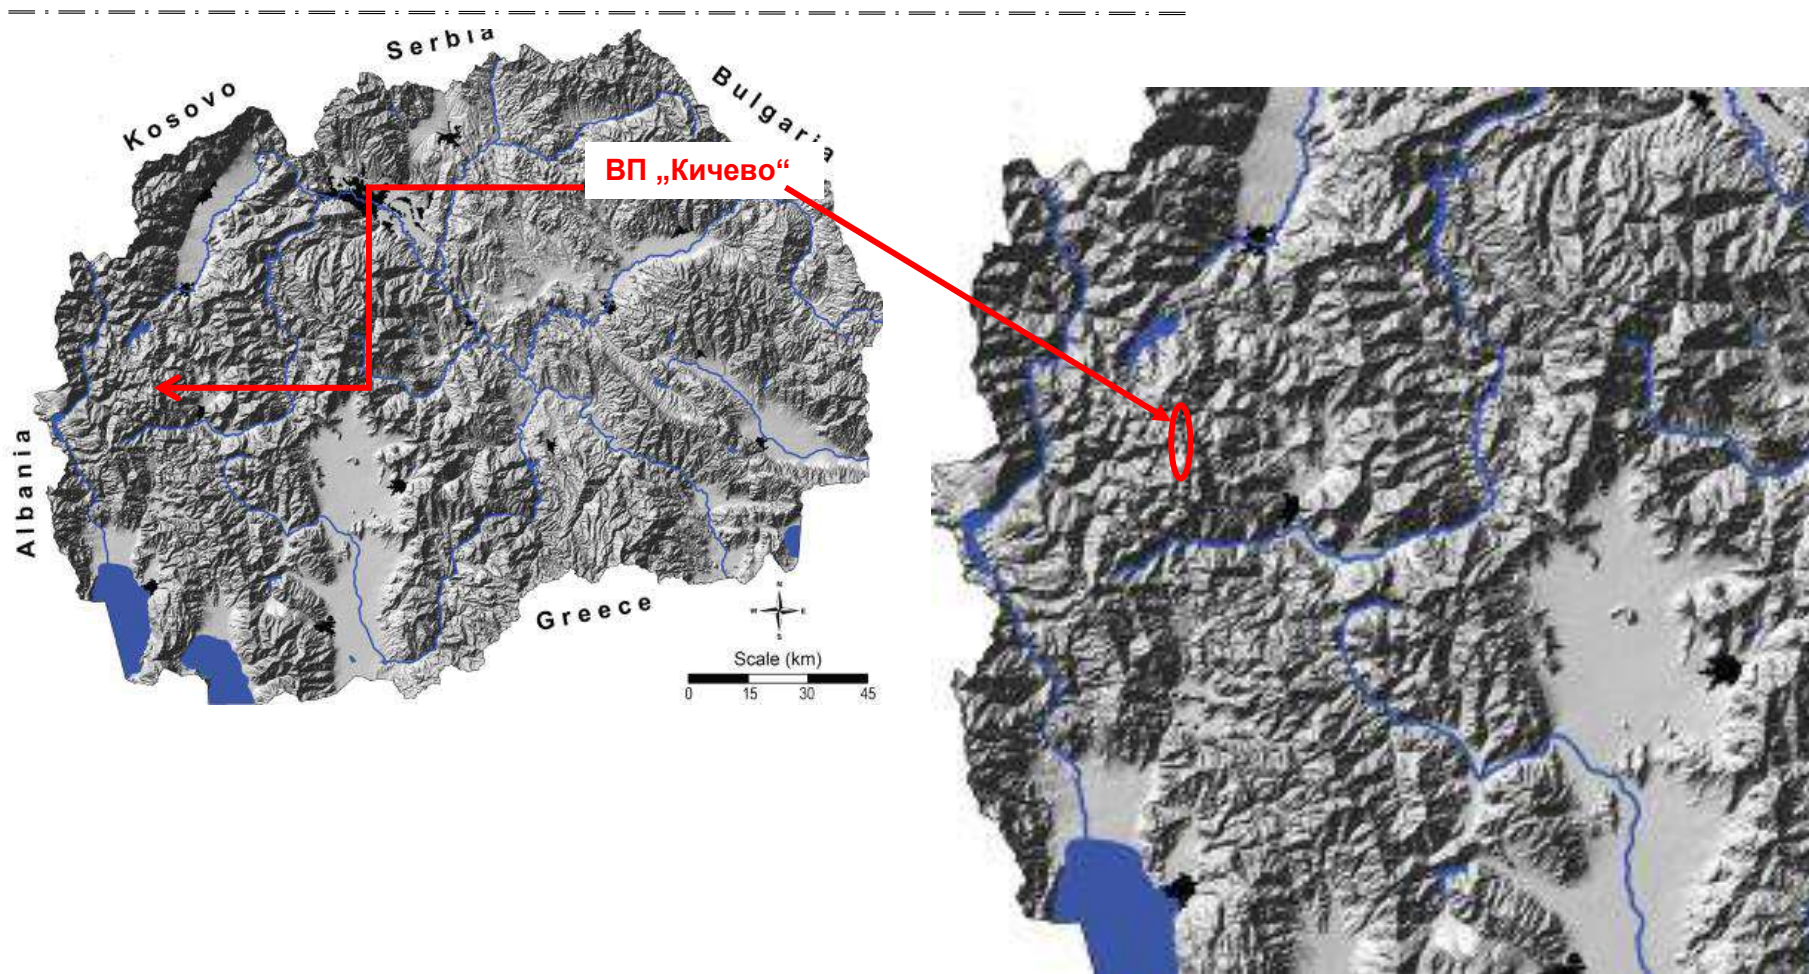 Serbia
Kosovo
Bulgaria
ВП „Кичево“
Albania
Greece
N
W E
S
Scale (km)
0 15 30 45